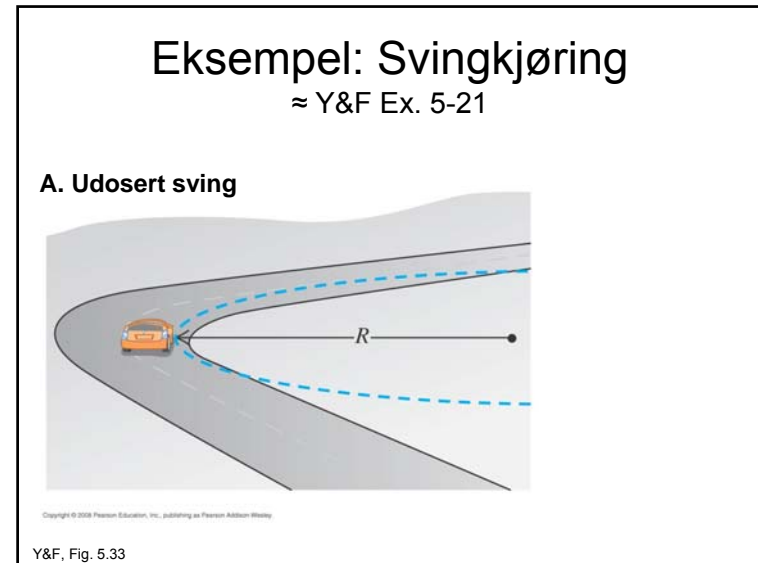 Eksempel: Svingkjøring
≈ Y&F Ex. 5-21
A. Udosert sving
R
Copyright © 2008 Pearson Education, Inc., publishing as Pearson Addison-Wesley.
Y&F, Fig. 5.33